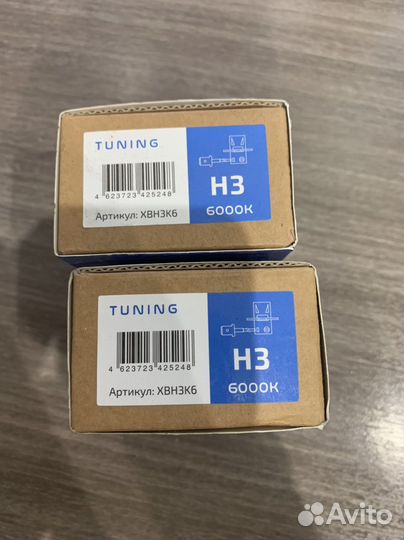 TUNING
4 623723 425248
Артикул: XBH3K6
H3
6000K
TUNING
4 623723 425248
Артикул: XBH3K6
H3
6000K
Avito